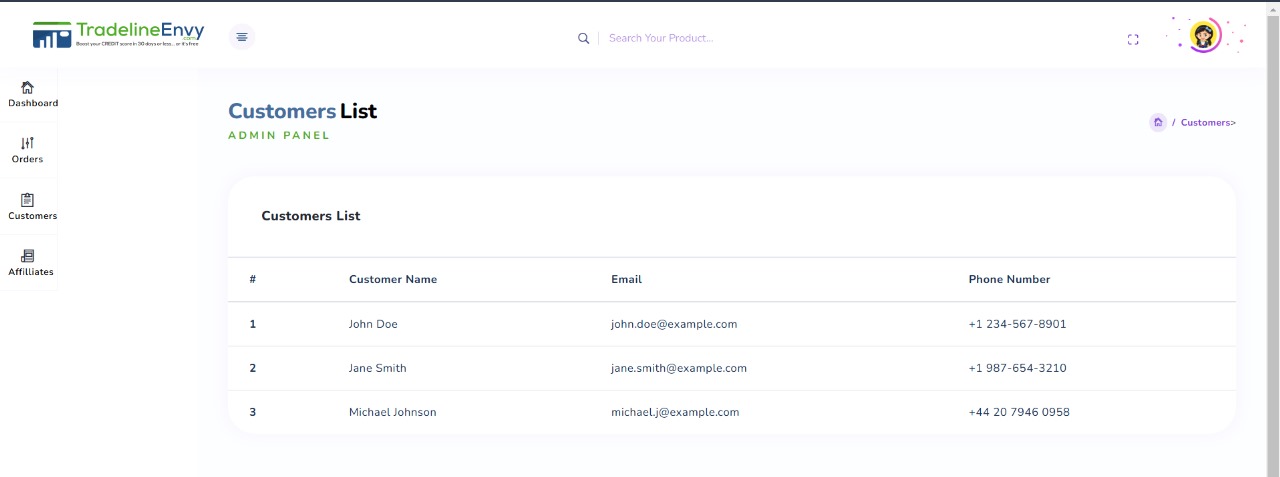 TradelineEnvy
.com
Boost your CREDIT score in 30 days or less... or it's free
Search Your Product...
Dashboard
Orders
Customers
Affilliates
Customers List
ADMIN PANEL
/ Customers>
Customers List
# Customer Name Email Phone Number
1 John Doe john.doe@example.com +1 234-567-8901
2 Jane Smith jane.smith@example.com +1 987-654-3210
3 Michael Johnson michael.j@example.com +44 20 7946 0958